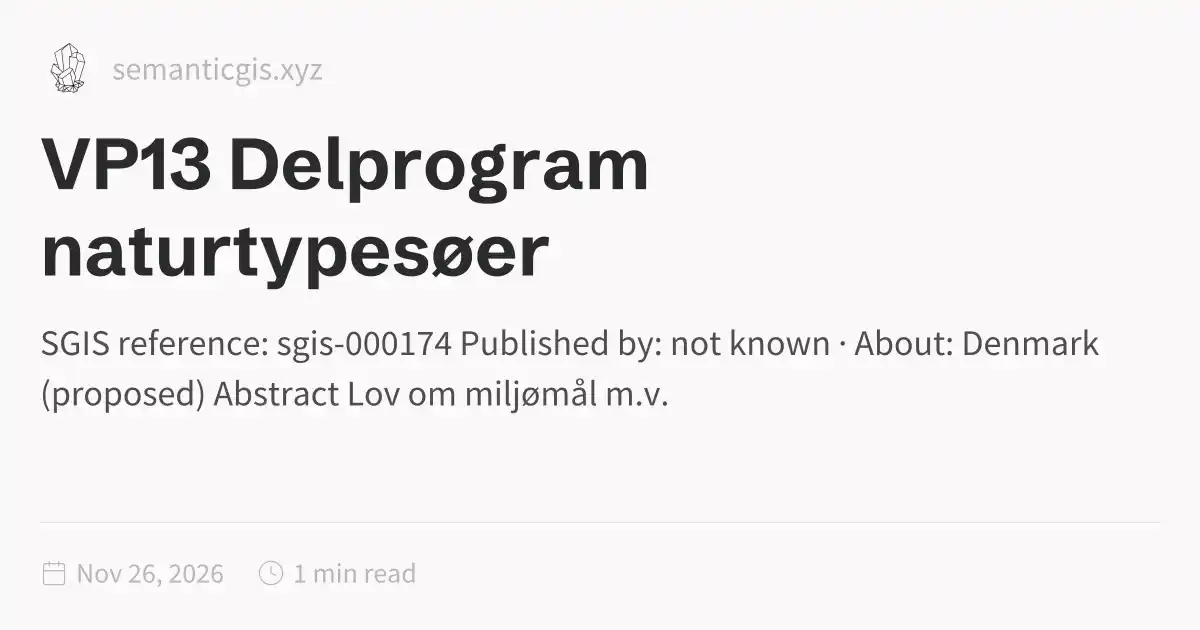 semanticgis.xyz
VP13 Delprogram
naturtypesøer
SGIS reference: sgis-000174 Published by: not known · About: Denmark
(proposed) Abstract Lov om miljømål m.v.
Nov 26, 2026 1 min read